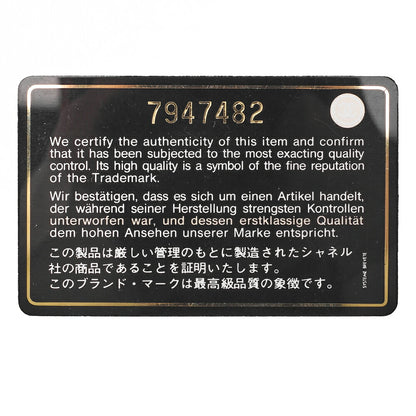 7947482
We certify the authenticity of this item and confirm
that it has been subjected to the most exacting quality
control. Its high quality is a symbol of the fine reputation
of the Trademark.
Wir bestätigen, dass es sich um einen Artikel handelt,
der während seiner Herstellung strengsten Kontrollen
unterworfen war, und dessen erstklassige Qualität
dem hohen Ansehen unserer Marke entspricht.
この製品は厳しい管理のもとに製造されたシャネル
社の商品であることを証明いたします。
このブランド・マークは最高級品質の象徴です。
SYSTEME BREVETE